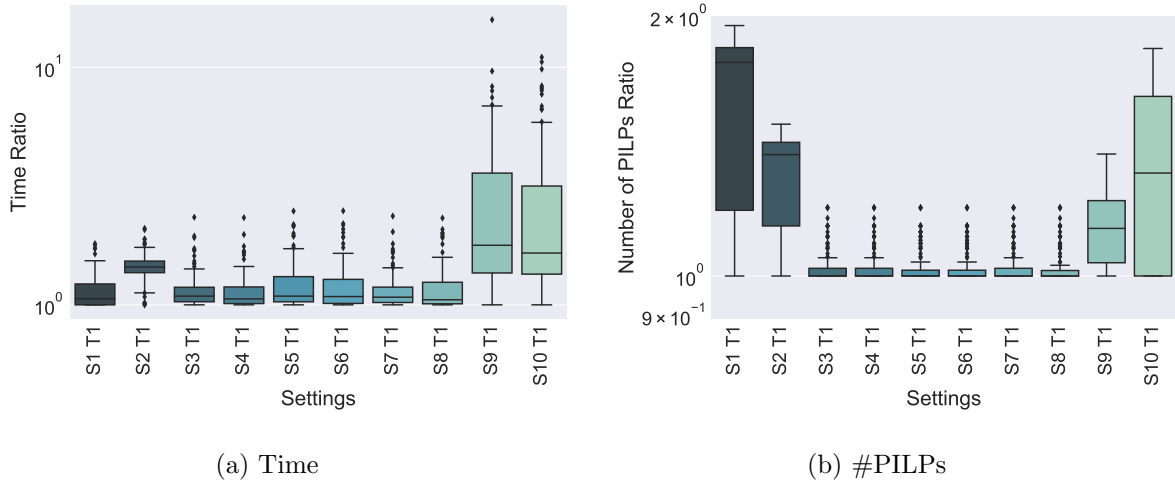 10^1
10^0
Time Ratio
S1 T1
S2 T1
S3 T1
S4 T1
S5 T1
S6 T1
S7 T1
S8 T1
S9 T1
S10 T1
Settings
(a) Time
2 × 10^0
10^0
9 × 10^−1
Number of PILPs Ratio
S1 T1
S2 T1
S3 T1
S4 T1
S5 T1
S6 T1
S7 T1
S8 T1
S9 T1
S10 T1
Settings
(b) #PILPs